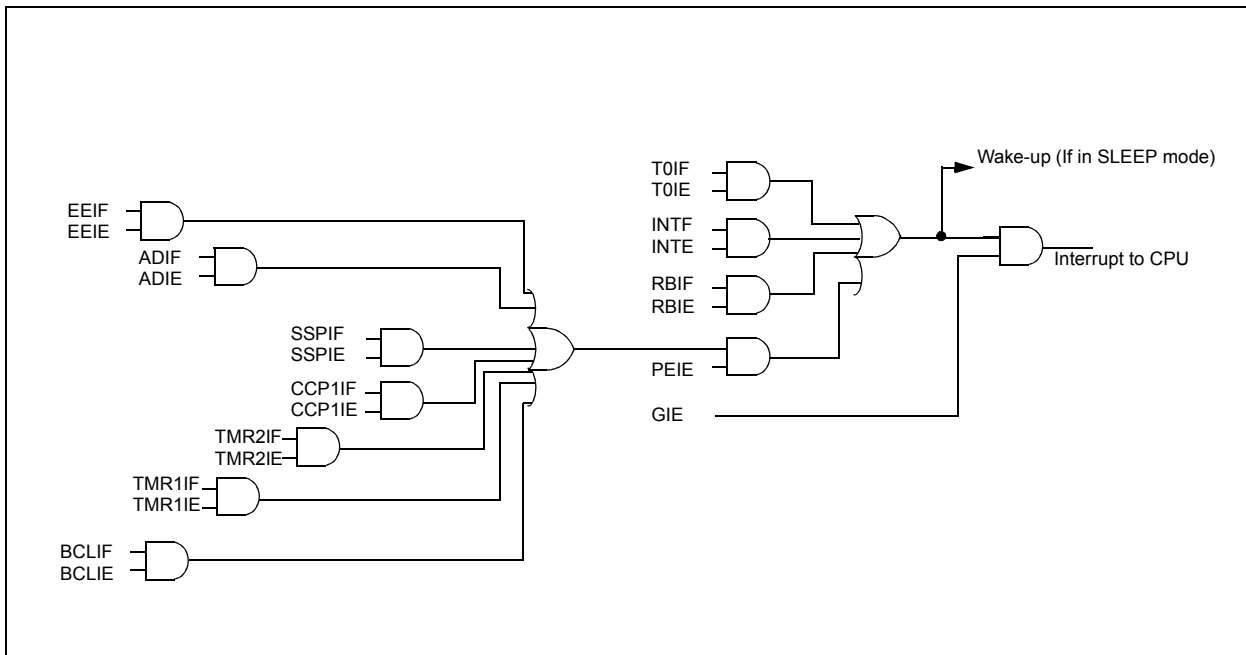 EEIF
EEIE
ADIF
ADIE
SSPIF
SSPIE
CCP1IF
CCP1IE
TMR2IF
TMR2IE
TMR1IF
TMR1IE
BCLIF
BCLIE
T0IF
T0IE
INTF
INTE
RBIF
RBIE
PEIE
GIE
Wake-up (If in SLEEP mode)
Interrupt to CPU